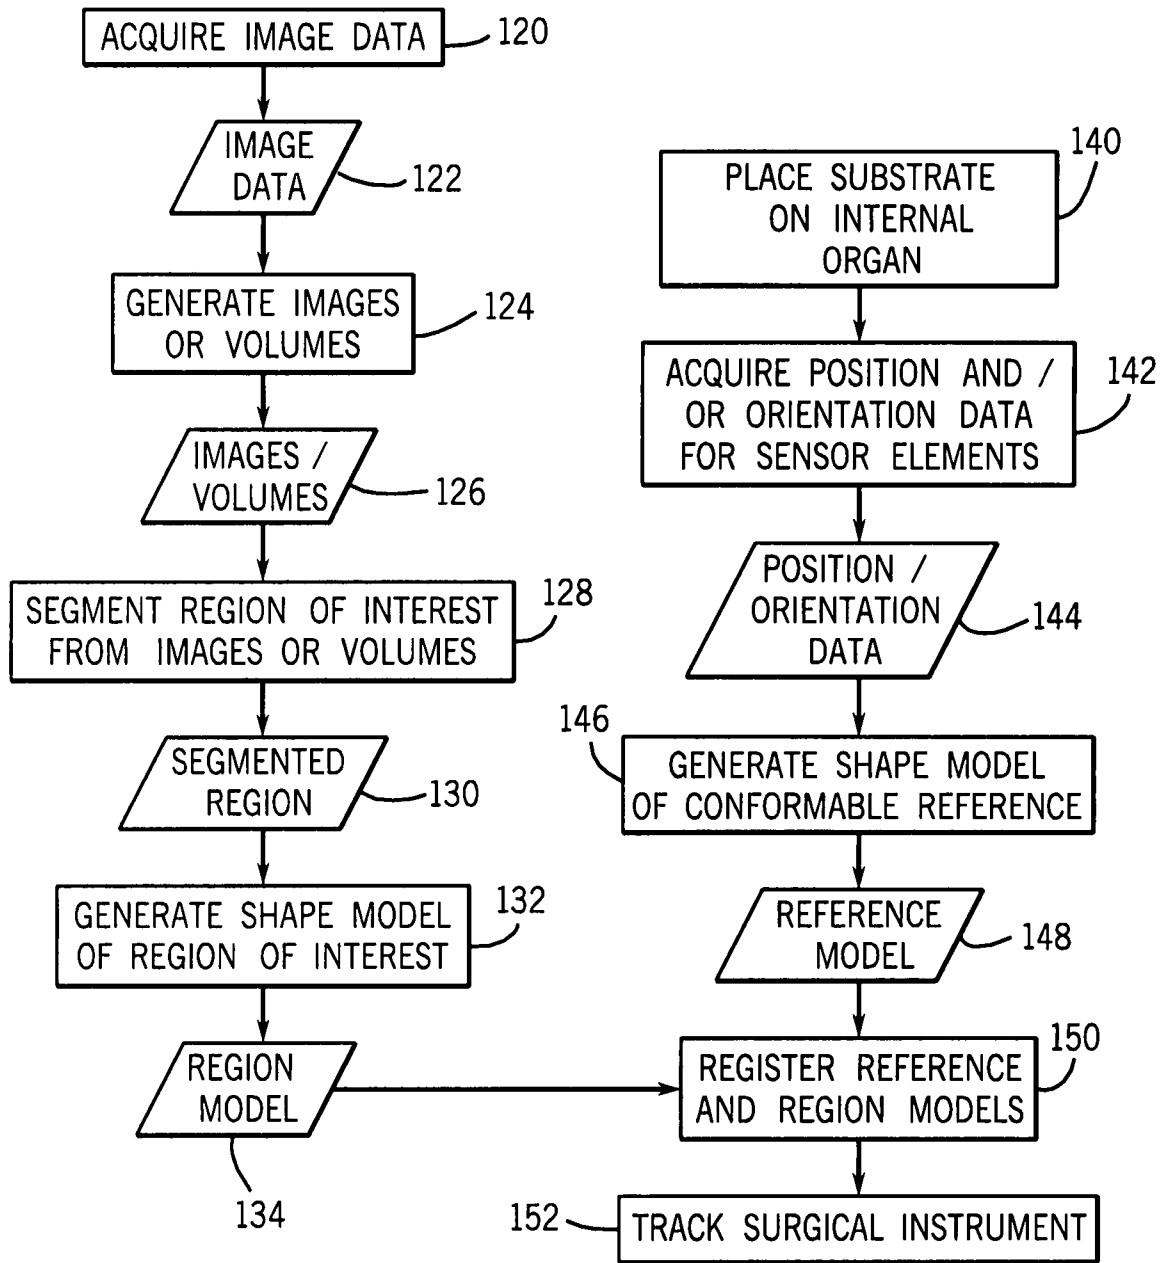 ACQUIRE IMAGE DATA
120
IMAGE
DATA
122
GENERATE IMAGES
OR VOLUMES
124
IMAGES /
VOLUMES
126
SEGMENT REGION OF INTEREST
FROM IMAGES OR VOLUMES
128
SEGMENTED
REGION
130
GENERATE SHAPE MODEL
OF REGION OF INTEREST
132
REGION
MODEL
134
PLACE SUBSTRATE
ON INTERNAL
ORGAN
140
ACQUIRE POSITION AND /
OR ORIENTATION DATA
FOR SENSOR ELEMENTS
142
POSITION /
ORIENTATION
DATA
144
146
GENERATE SHAPE MODEL
OF CONFORMABLE REFERENCE
REFERENCE
MODEL
148
REGISTER REFERENCE
AND REGION MODELS
150
152
TRACK SURGICAL INSTRUMENT